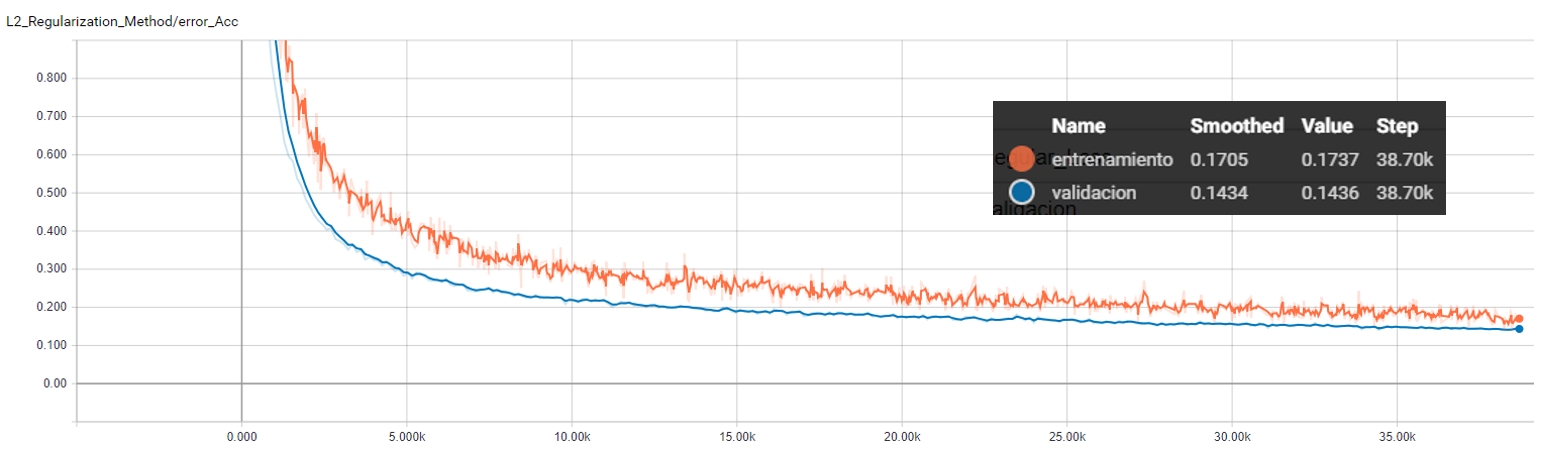 L2_Regularization_Method/error_Acc
0.800
0.700
0.600
0.500
0.400
0.300
0.200
0.100
0.00
0.000 5.000k 10.00k 15.00k 20.00k 25.00k 30.00k 35.00k
Name Smoothed Value Step
entrenamiento 0.1705 0.1737 38.70k
validacion 0.1434 0.1436 38.70k